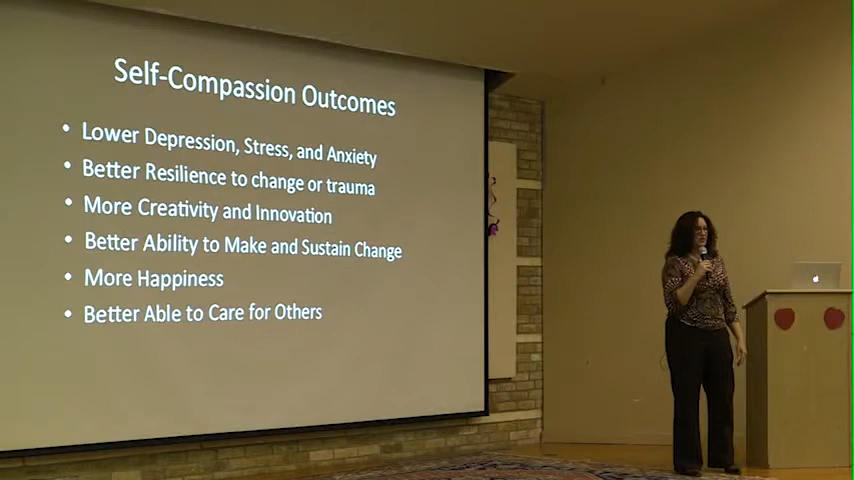 Self-Compassion Outcomes
• Lower Depression, Stress, and Anxiety
• Better Resilience to change or trauma
• More Creativity and Innovation
• Better Ability to Make and Sustain Change
• More Happiness
• Better Able to Care for Others